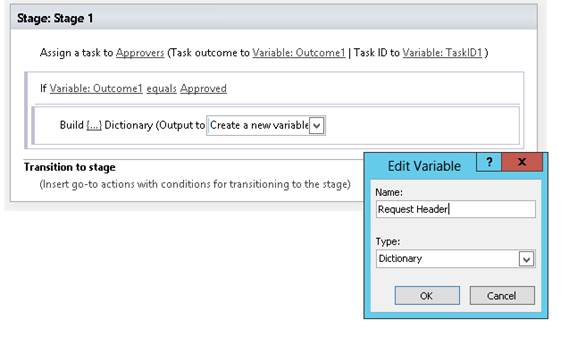 Stage: Stage 1
Assign a task to Approvers (Task outcome to Variable: Outcome1 | Task ID to Variable: TaskID1 )
If Variable: Outcome1 equals Approved
Build {...} Dictionary (Output to Create a new variable
Transition to stage
(Insert go-to actions with conditions for transitioning to the stage)
Edit Variable ? x
Name:
Request Header
Type:
Dictionary
OK Cancel